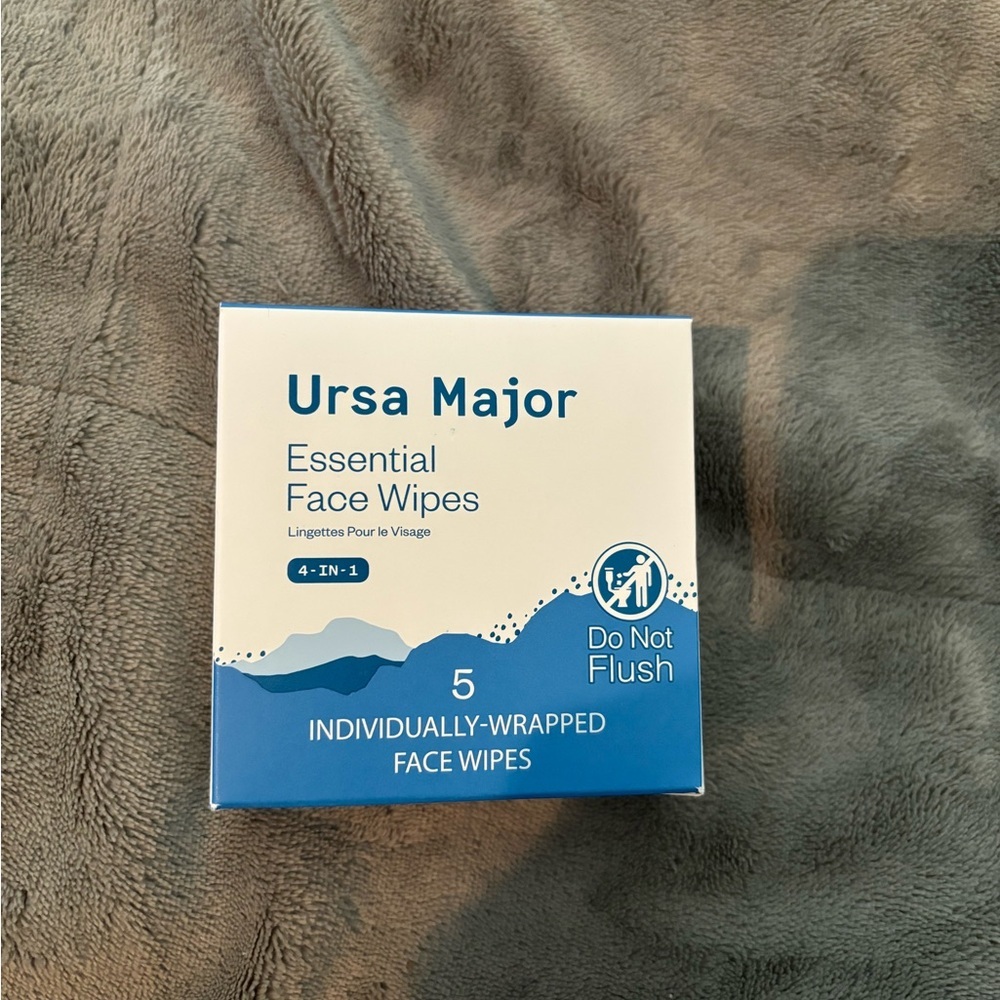 Ursa Major
Essential
Face Wipes
Lingettes Pour le Visage
4-IN-1
Do Not
Flush
5
INDIVIDUALLY-WRAPPED
FACE WIPES